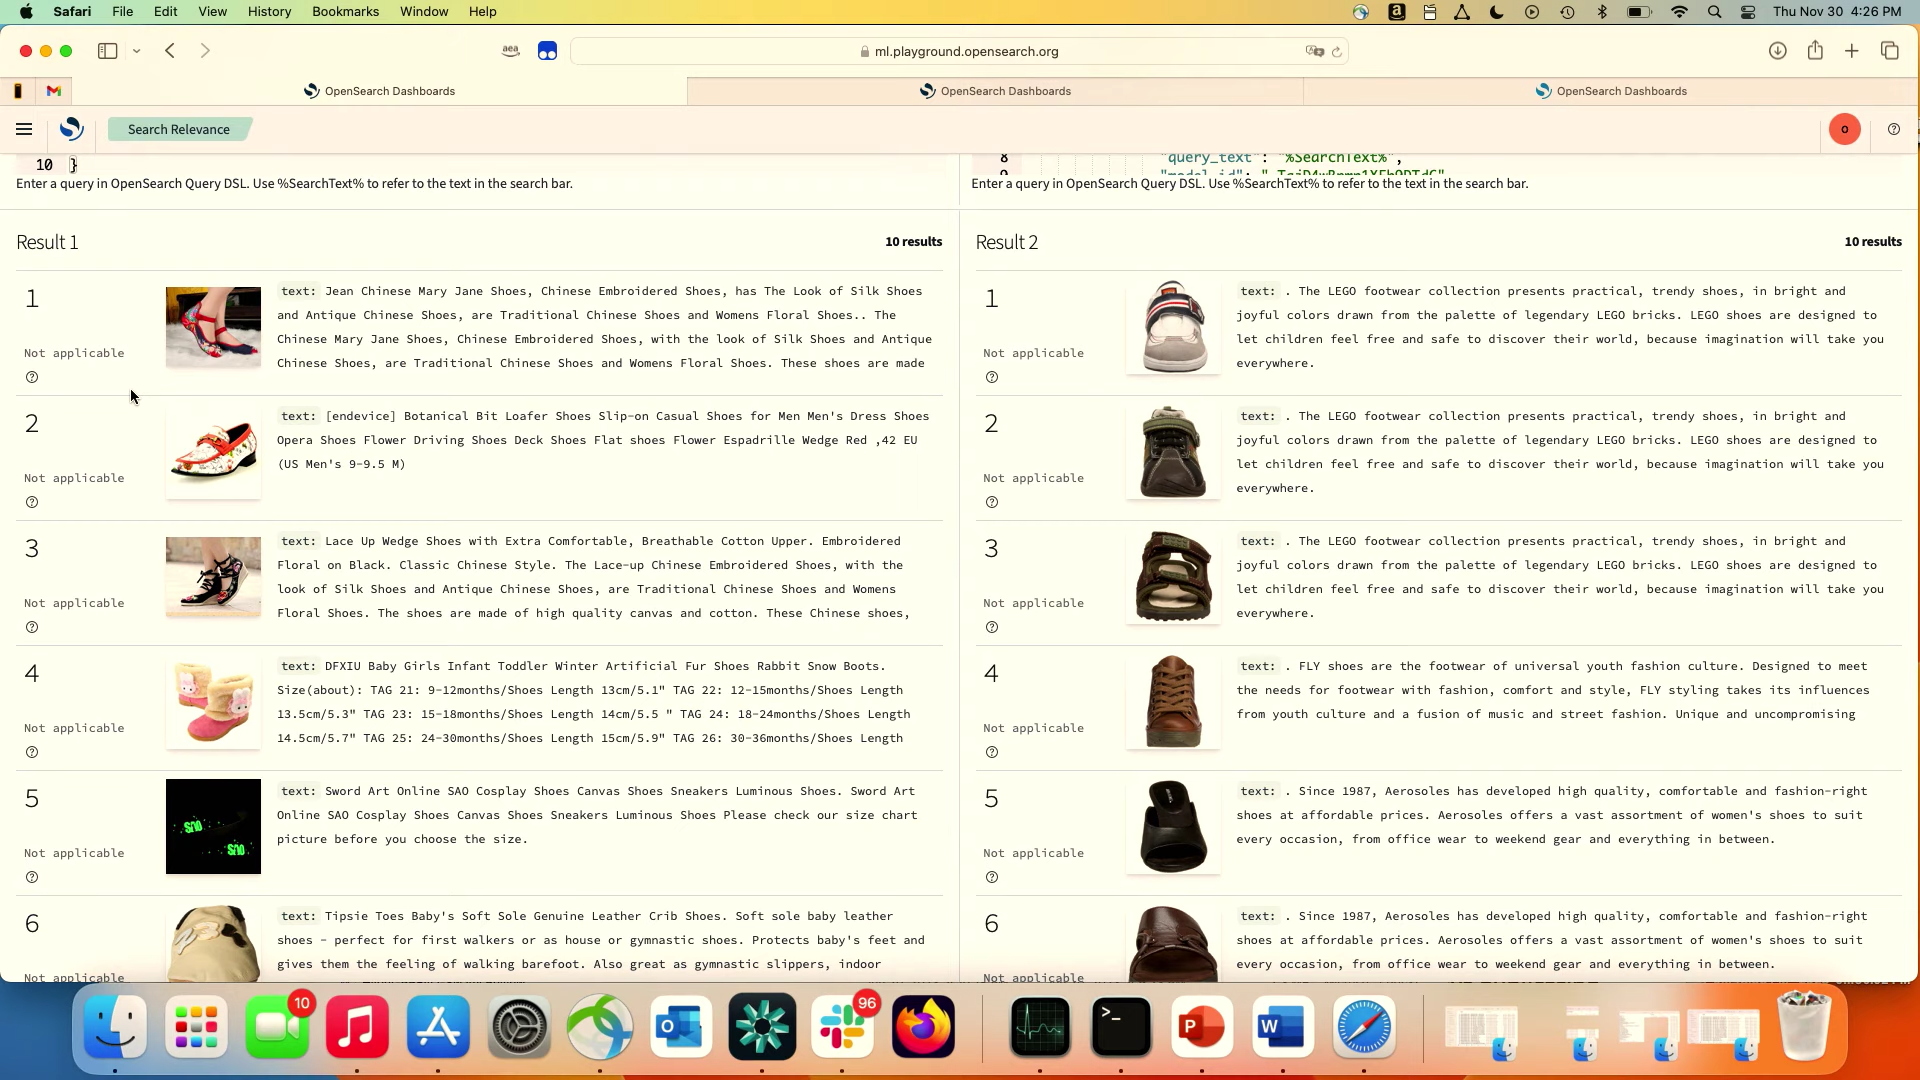 Safari File Edit View History Bookmarks Window Help
Thu Nov 30 4:26 PM
aea
ml.playground.opensearch.org
OpenSearch Dashboards
OpenSearch Dashboards
OpenSearch Dashboards
Search Relevance
o
10 }
8 "query_text": "%SearchText%",
Enter a query in OpenSearch Query DSL. Use %SearchText% to refer to the text in the search bar.
Enter a query in OpenSearch Query DSL. Use %SearchText% to refer to the text in the search bar.
Result 1
10 results
1
Not applicable
text: Jean Chinese Mary Jane Shoes, Chinese Embroidered Shoes, has The Look of Silk Shoes
and Antique Chinese Shoes, are Traditional Chinese Shoes and Womens Floral Shoes.. The
Chinese Mary Jane Shoes, Chinese Embroidered Shoes, with the look of Silk Shoes and Antique
Chinese Shoes, are Traditional Chinese Shoes and Womens Floral Shoes. These shoes are made
2
Not applicable
text: [endevice] Botanical Bit Loafer Shoes Slip-on Casual Shoes for Men Men's Dress Shoes
Opera Shoes Flower Driving Shoes Deck Shoes Flat shoes Flower Espadrille Wedge Red ,42 EU
(US Men's 9-9.5 M)
3
Not applicable
text: Lace Up Wedge Shoes with Extra Comfortable, Breathable Cotton Upper. Embroidered
Floral on Black. Classic Chinese Style. The Lace-up Chinese Embroidered Shoes, with the
look of Silk Shoes and Antique Chinese Shoes, are Traditional Chinese Shoes and Womens
Floral Shoes. The shoes are made of high quality canvas and cotton. These Chinese shoes,
4
Not applicable
text: DFXIU Baby Girls Infant Toddler Winter Artificial Fur Shoes Rabbit Snow Boots.
Size(about): TAG 21: 9-12months/Shoes Length 13cm/5.1" TAG 22: 12-15months/Shoes Length
13.5cm/5.3" TAG 23: 15-18months/Shoes Length 14cm/5.5 " TAG 24: 18-24months/Shoes Length
14.5cm/5.7" TAG 25: 24-30months/Shoes Length 15cm/5.9" TAG 26: 30-36months/Shoes Length
5
Not applicable
text: Sword Art Online SAO Cosplay Shoes Canvas Shoes Sneakers Luminous Shoes. Sword Art
Online SAO Cosplay Shoes Canvas Shoes Sneakers Luminous Shoes Please check our size chart
picture before you choose the size.
6
Not applicable
text: Tipsie Toes Baby's Soft Sole Genuine Leather Crib Shoes. Soft sole baby leather
shoes - perfect for first walkers or as house or gymnastic shoes. Protects baby's feet and
gives them the feeling of walking barefoot. Also great as gymnastic slippers, indoor
Result 2
10 results
1
Not applicable
text: . The LEGO footwear collection presents practical, trendy shoes, in bright and
joyful colors drawn from the palette of legendary LEGO bricks. LEGO shoes are designed to
let children feel free and safe to discover their world, because imagination will take you
everywhere.
2
Not applicable
text: . The LEGO footwear collection presents practical, trendy shoes, in bright and
joyful colors drawn from the palette of legendary LEGO bricks. LEGO shoes are designed to
let children feel free and safe to discover their world, because imagination will take you
everywhere.
3
Not applicable
text: . The LEGO footwear collection presents practical, trendy shoes, in bright and
joyful colors drawn from the palette of legendary LEGO bricks. LEGO shoes are designed to
let children feel free and safe to discover their world, because imagination will take you
everywhere.
4
Not applicable
text: . FLY shoes are the footwear of universal youth fashion culture. Designed to meet
the needs for footwear with fashion, comfort and style, FLY styling takes its influences
from youth culture and a fusion of music and street fashion. Unique and uncompromising
5
Not applicable
text: . Since 1987, Aerosoles has developed high quality, comfortable and fashion-right
shoes at affordable prices. Aerosoles offers a vast assortment of women's shoes to suit
every occasion, from office wear to weekend gear and everything in between.
6
Not applicable
text: . Since 1987, Aerosoles has developed high quality, comfortable and fashion-right
shoes at affordable prices. Aerosoles offers a vast assortment of women's shoes to suit
every occasion, from office wear to weekend gear and everything in between.
10
96